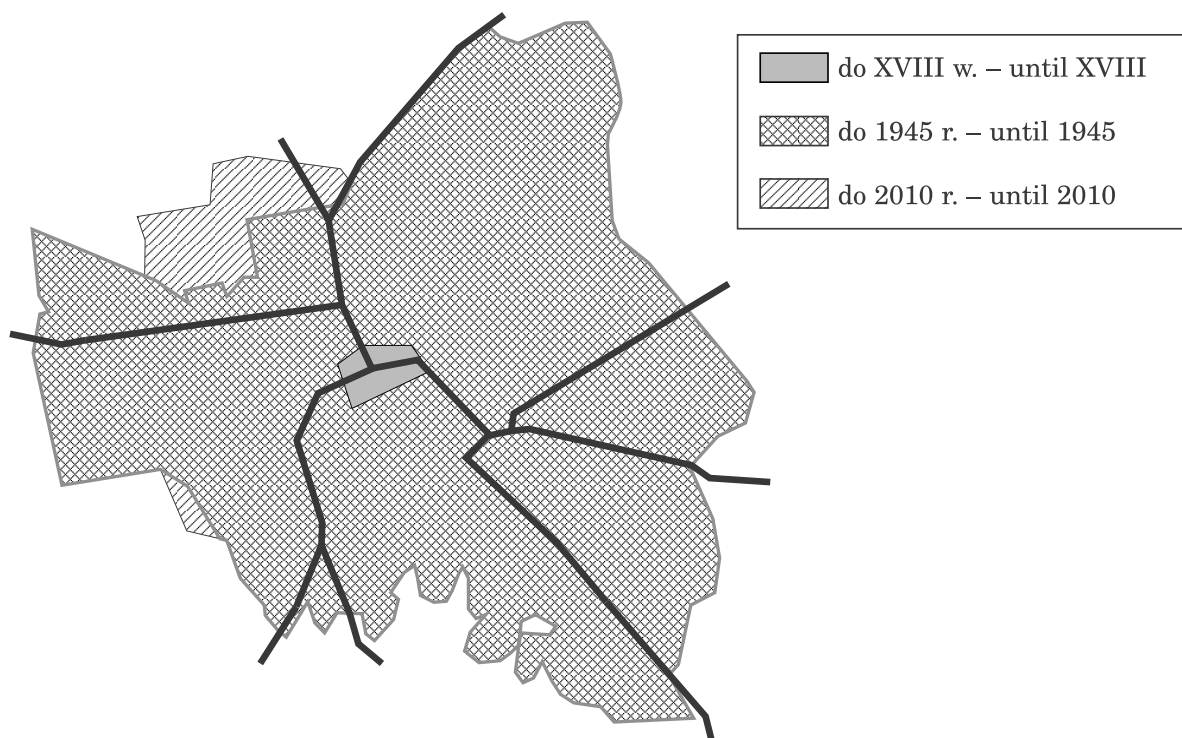 do XVIII w. – until XVIII
do 1945 r. – until 1945
do 2010 r. – until 2010